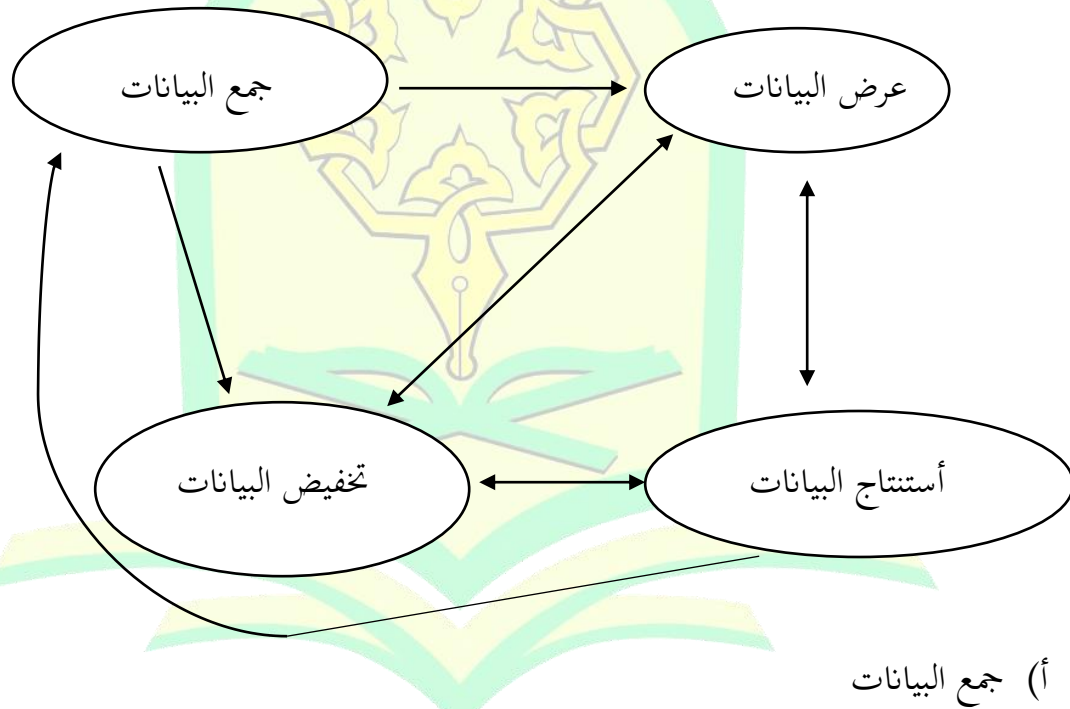 جمع البيانات
عرض البيانات
تخفيض البيانات
أستنتاج البيانات
أ) جمع البيانات